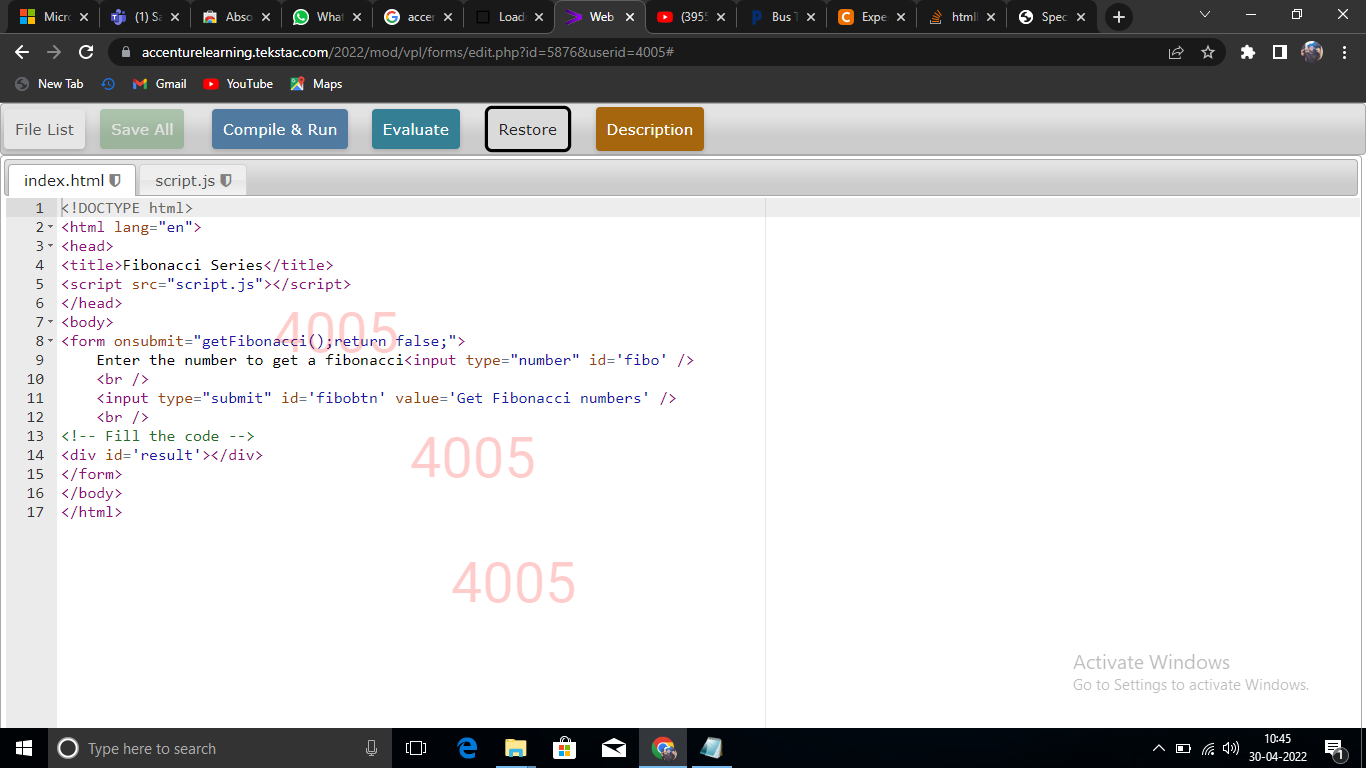 Micr
(1) Sa
Abso
What
accer
Load
Web
(3955
Bus T
Expe
htmll
Spec
accenturelearning.tekstac.com/2022/mod/vpl/forms/edit.php?id=5876&userid=4005#
New Tab
Gmail
YouTube
Maps
File List
Save All
Compile & Run
Evaluate
Restore
Description
index.html
script.js
1 <!DOCTYPE html>
2 <html lang="en">
3 <head>
4 <title>Fibonacci Series</title>
5 <script src="script.js"></script>
6 </head>
7 <body>
8 <form onsubmit="getFibonacci();return false;">
9 Enter the number to get a fibonacci<input type="number" id='fibo' />
10 <br />
11 <input type="submit" id='fibobtn' value='Get Fibonacci numbers' />
12 <br />
13 <!-- Fill the code -->
14 <div id='result'></div>
15 </form>
16 </body>
17 </html>
4005
4005
4005
Activate Windows
Go to Settings to activate Windows.
Type here to search
10:45
30-04-2022
1